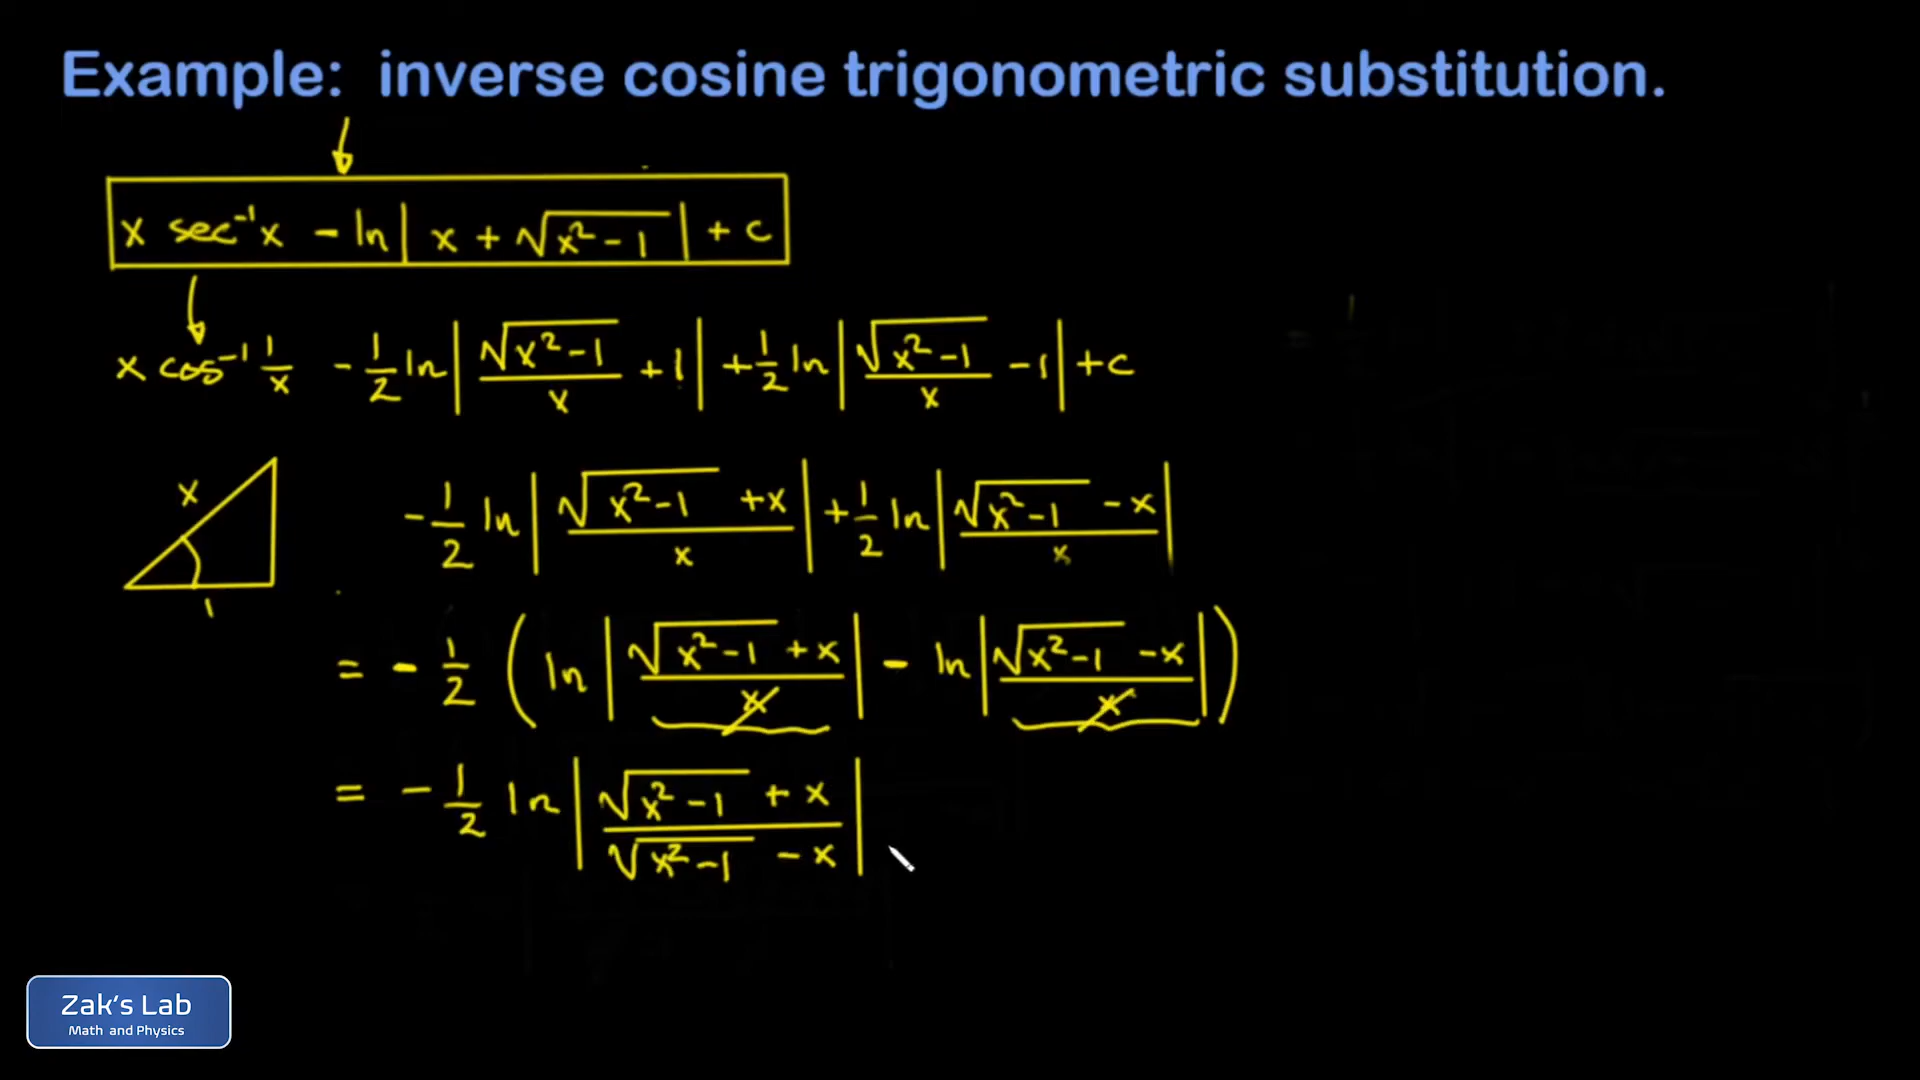 Example: inverse cosine trigonometric substitution.
x sec⁻¹x - ln| x + √(x² - 1) | + c
x cos⁻¹ 1/x - 1/2 ln| √(x² - 1)/x + 1 | + 1/2 ln| √(x² - 1)/x - 1 | + c
x
1
- 1/2 ln| (√(x² - 1) + x)/x | + 1/2 ln| (√(x² - 1) - x)/x |
= - 1/2 ( ln| (√(x² - 1) + x)/x | - ln| (√(x² - 1) - x)/x | )
= - 1/2 ln| (√(x² - 1) + x)/(√(x² - 1) - x) |
Zak's Lab
Math and Physics